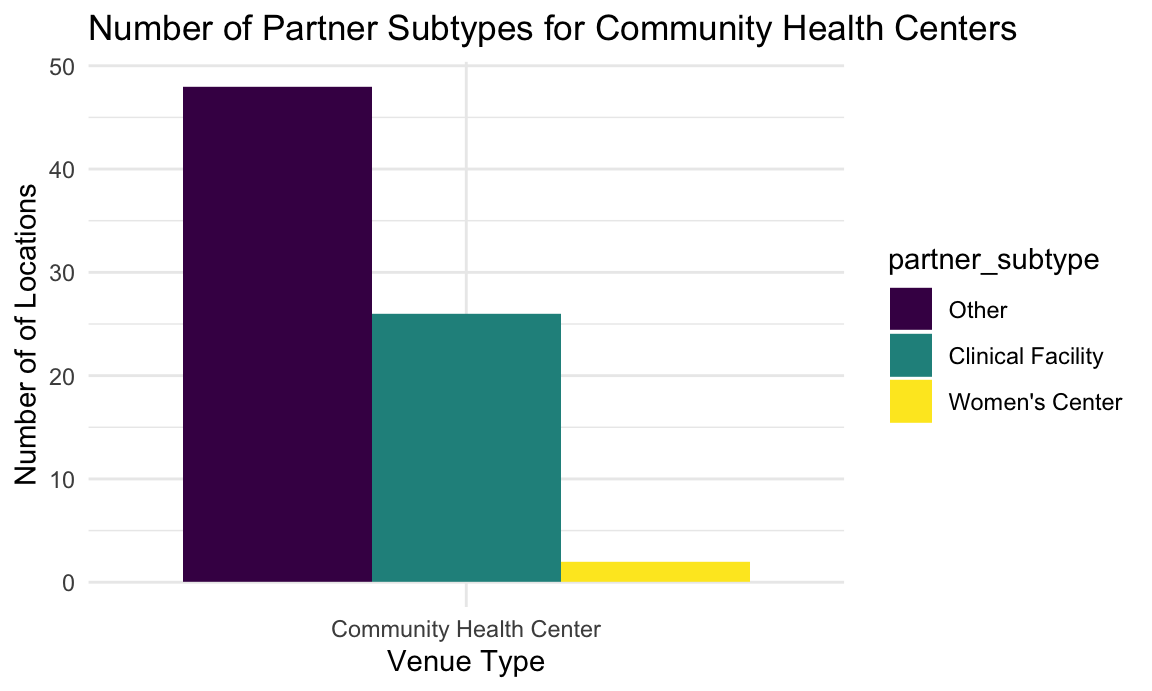 Number of Partner Subtypes for Community Health Centers
50
40
30
20
10
0
Number of of Locations
Community Health Center
Venue Type
partner_subtype
Other
Clinical Facility
Women's Center